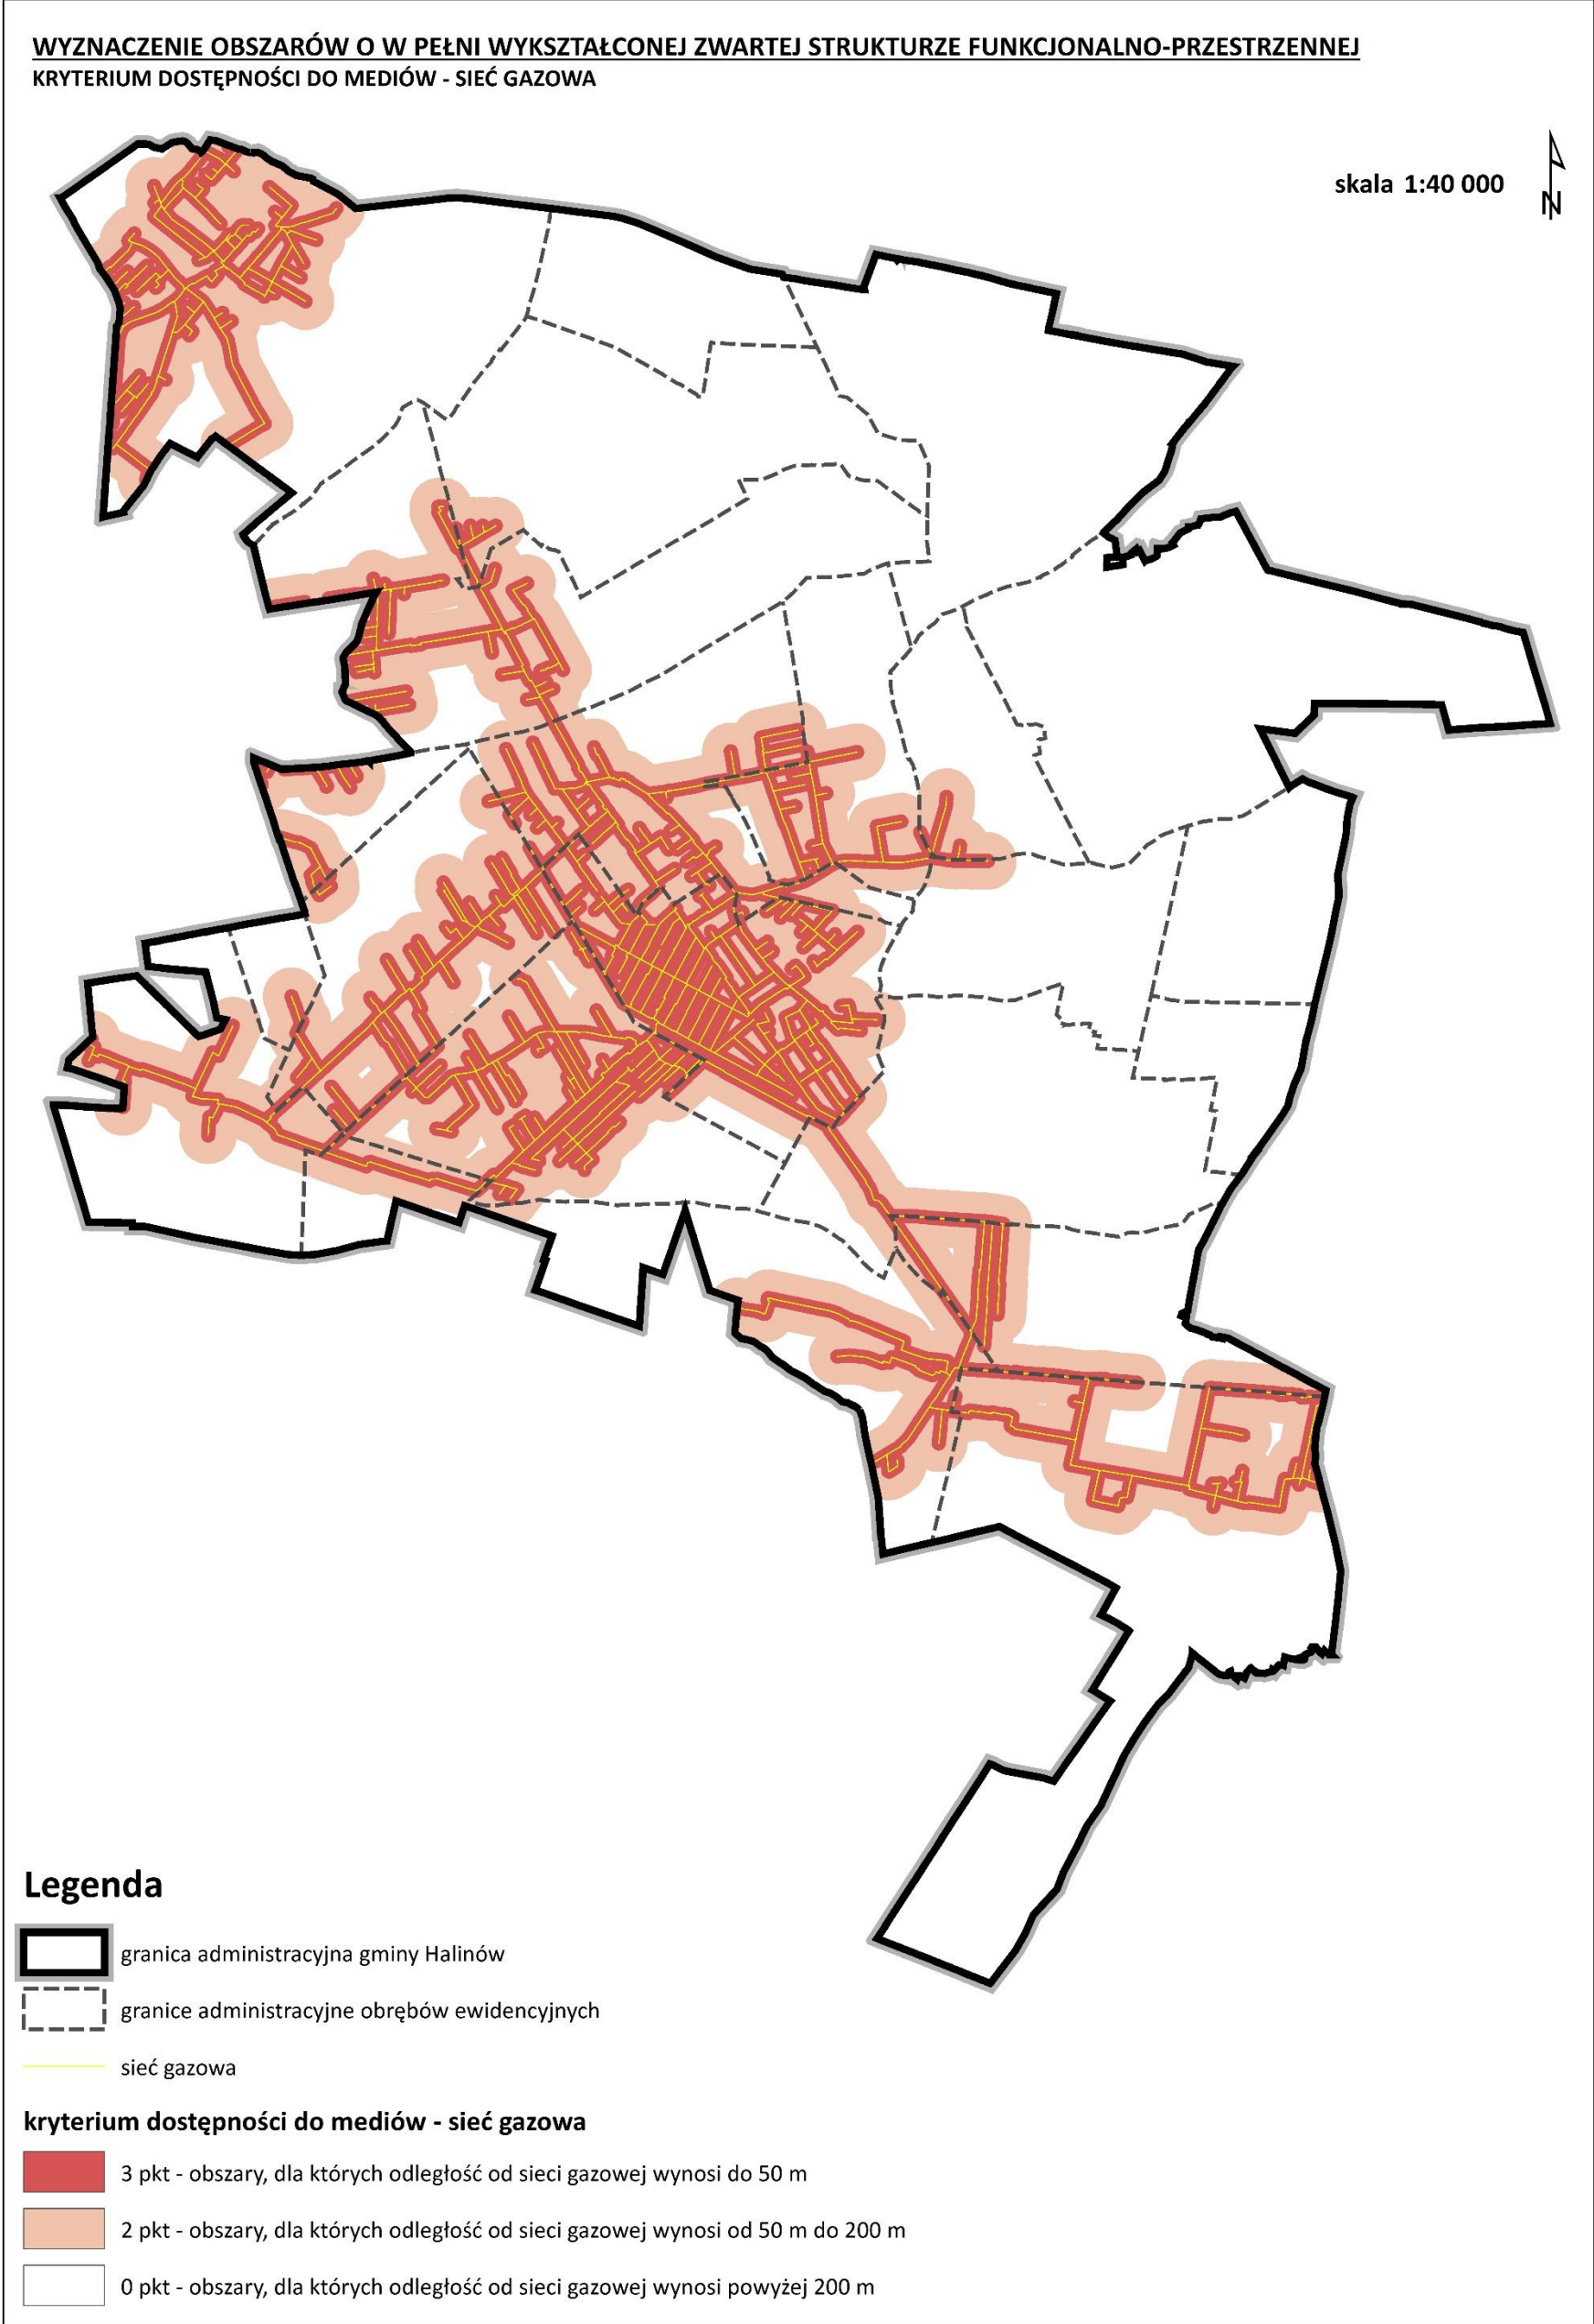 WYZNACZENIE OBSZARÓW O W PEŁNI WYKSZTAŁCONEJ ZWARTEJ STRUKTURZE FUNKCJONALNO-PRZESTRZENNEJ
KRYTERIUM DOSTĘPNOŚCI DO MEDIÓW - SIEĆ GAZOWA
skala 1:40 000
N
Legenda
granica administracyjna gminy Halinów
granice administracyjne obrębów ewidencyjnych
sieć gazowa
kryterium dostępności do mediów - sieć gazowa
3 pkt - obszary, dla których odległość od sieci gazowej wynosi do 50 m
2 pkt - obszary, dla których odległość od sieci gazowej wynosi od 50 m do 200 m
0 pkt - obszary, dla których odległość od sieci gazowej wynosi powyżej 200 m